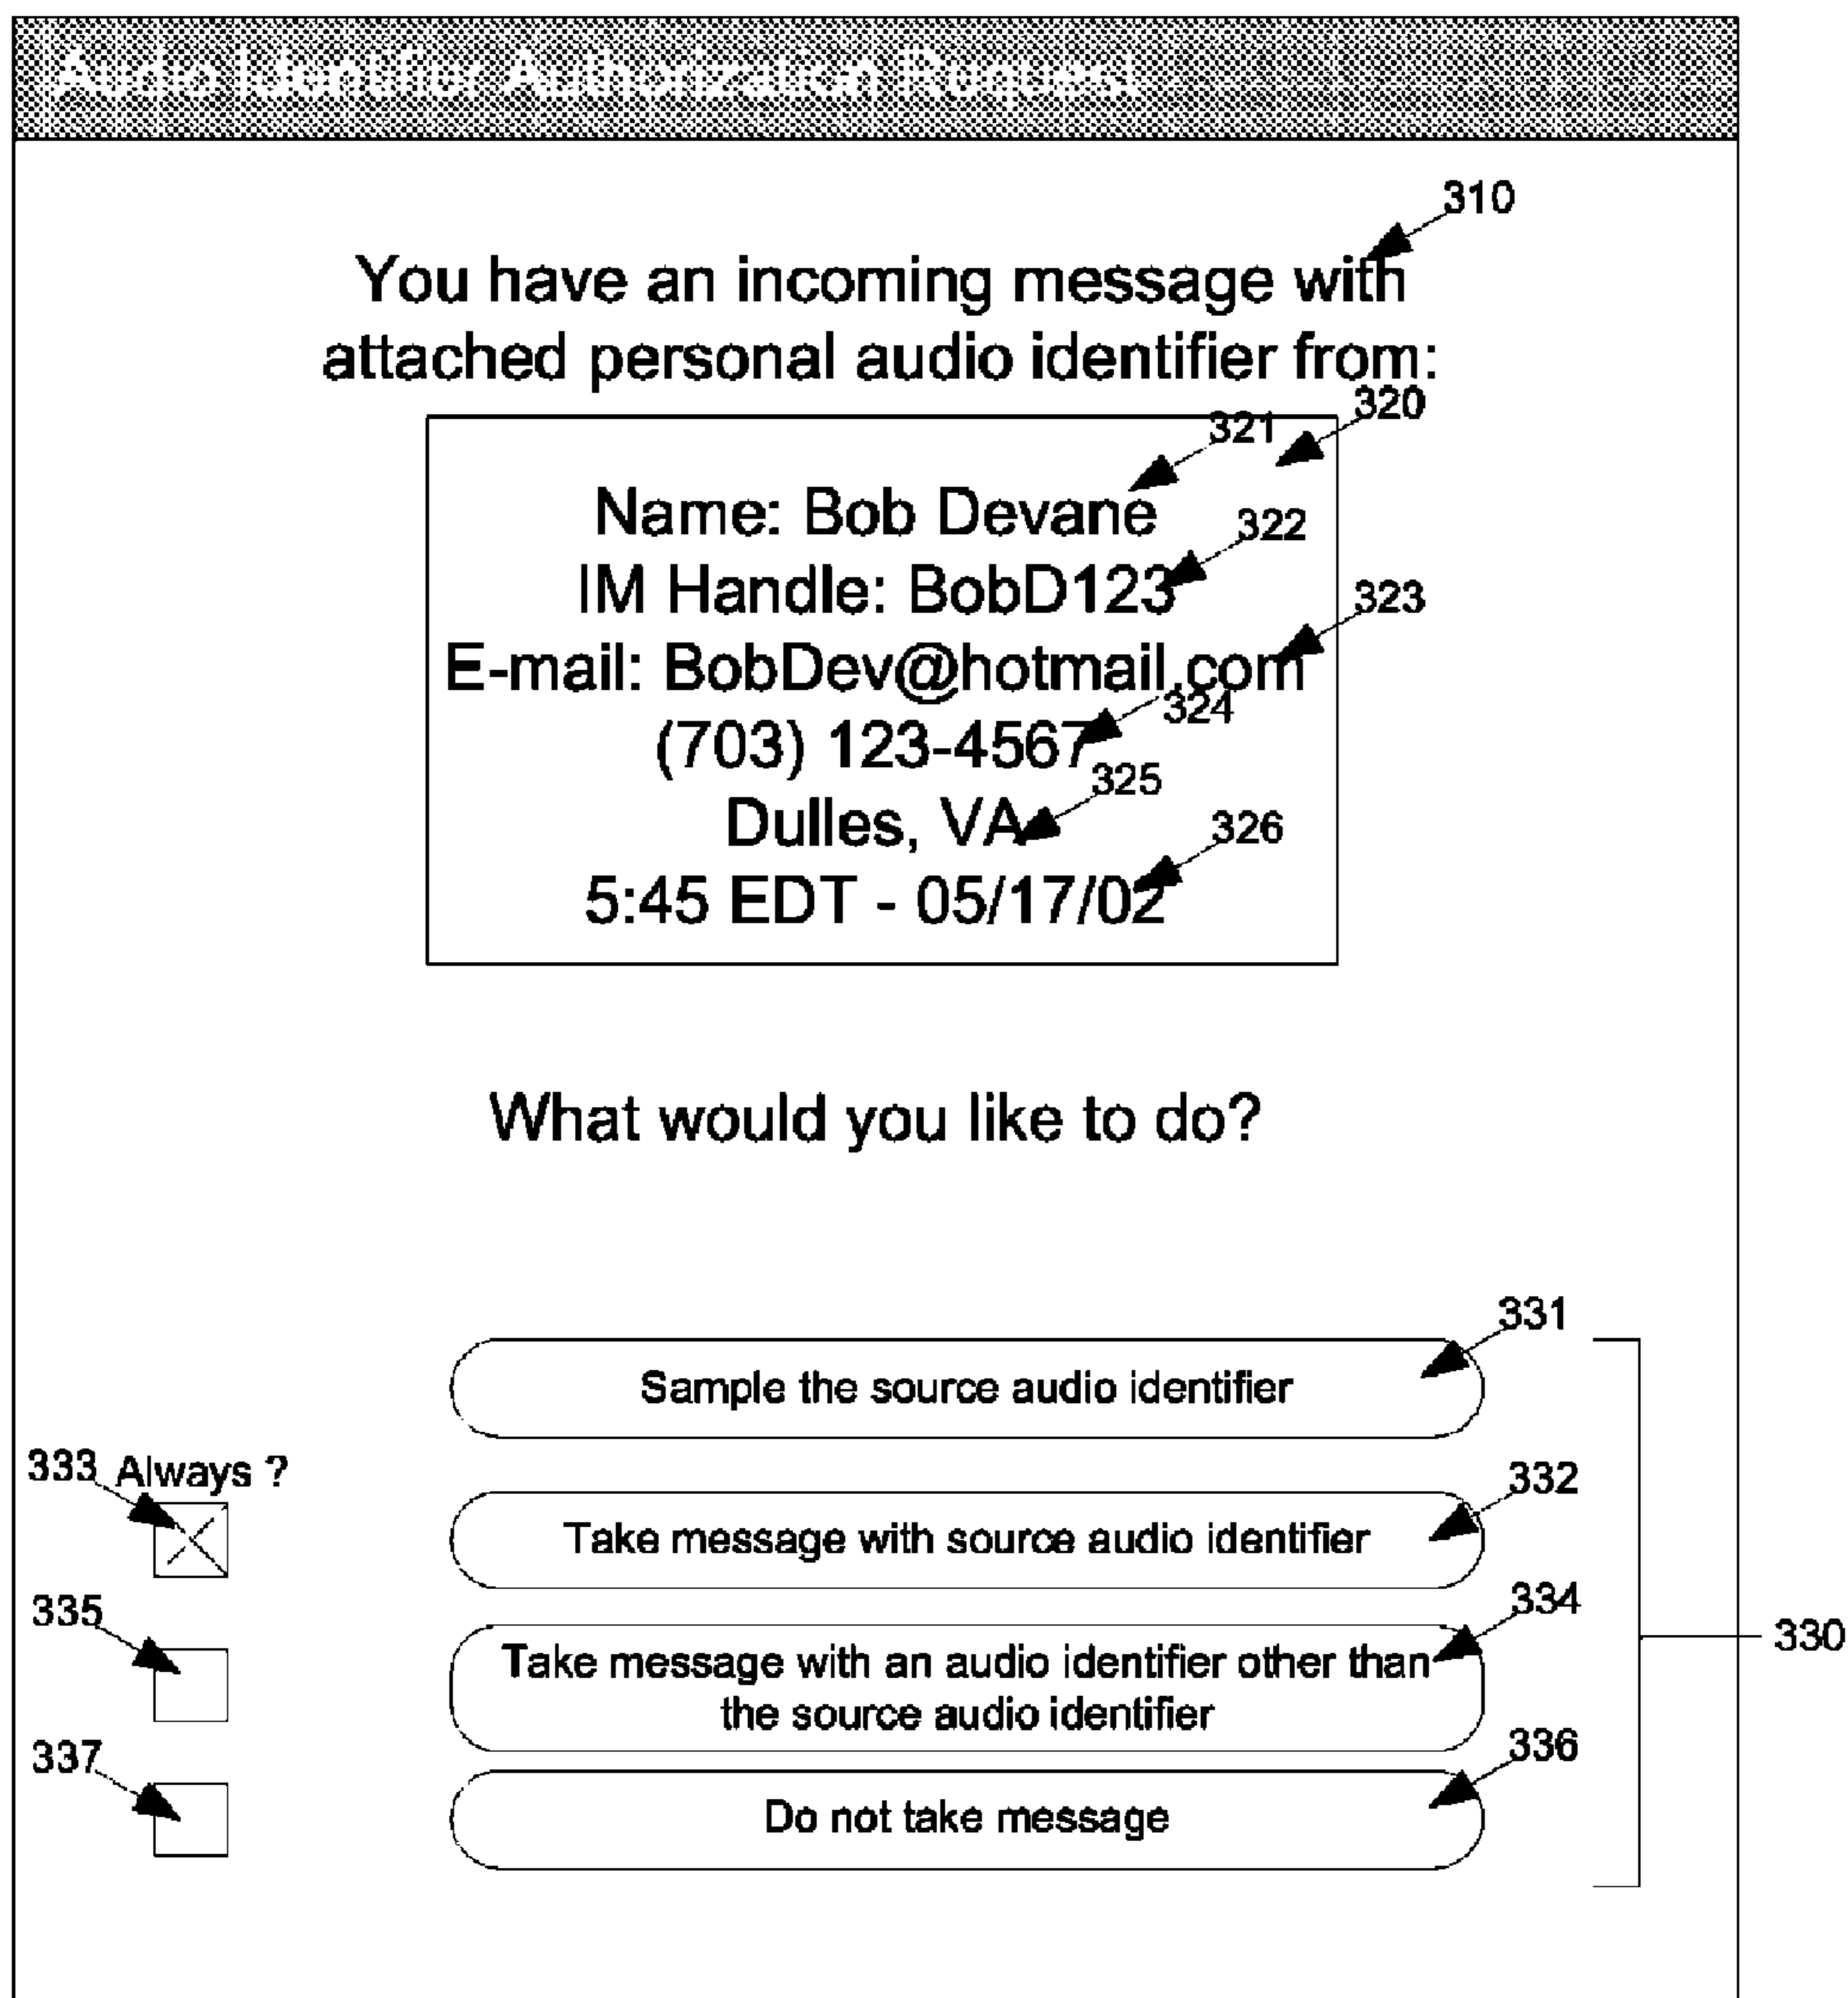 Audio Identifier Authorization Request
310
You have an incoming message with
attached personal audio identifier from:
320
321
Name: Bob Devane
322
IM Handle: BobD123
323
E-mail: BobDev@hotmail.com
324
(703) 123-4567
325
Dulles, VA
326
5:45 EDT - 05/17/02
What would you like to do?
331
Sample the source audio identifier
333 Always ?
332
Take message with source audio identifier
335
334
Take message with an audio identifier other than
the source audio identifier
330
337
336
Do not take message